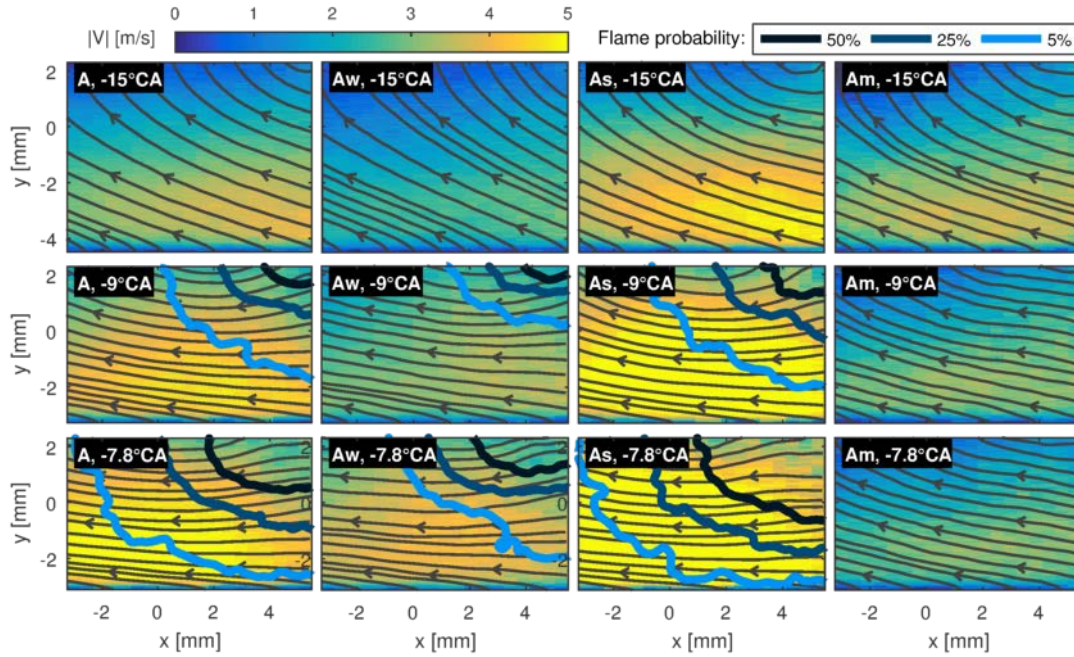 |V| [m/s]
0 1 2 3 4 5
Flame probability: 50% 25% 5%
A, -15°CA
Aw, -15°CA
As, -15°CA
Am, -15°CA
y [mm]
2
0
-2
-4
A, -9°CA
Aw, -9°CA
As, -9°CA
Am, -9°CA
y [mm]
2
0
-2
A, -7.8°CA
2
Aw, -7.8°CA
2
As, -7.8°CA
Am, -7.8°CA
y [mm]
2
0
0
-2
2
-2 0 2 4
-2 0 2 4
-2 0 2 4
-2 0 2 4
x [mm]
x [mm]
x [mm]
x [mm]